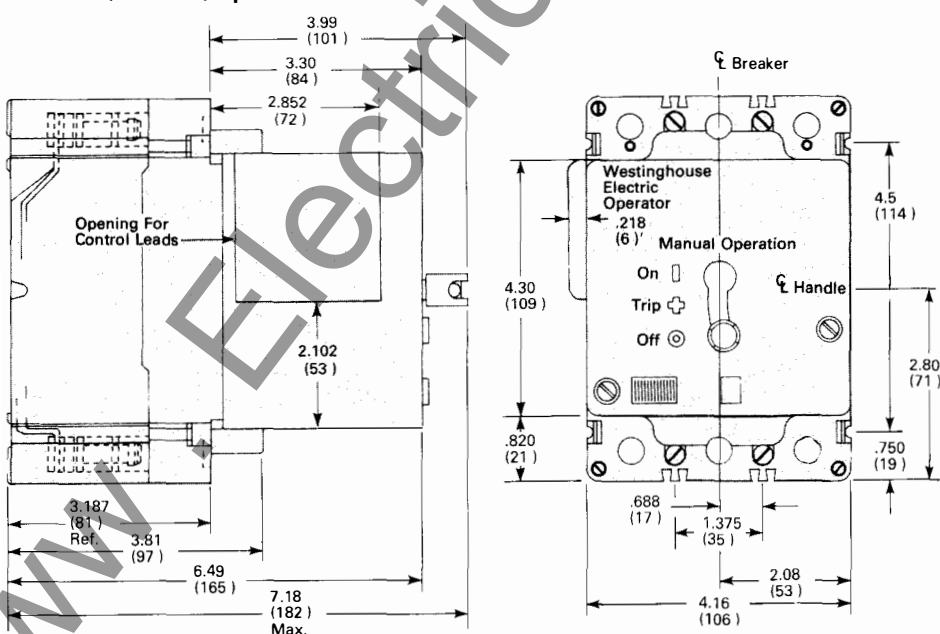 3.99
(101 )
3.30
(84 )
2.852
(72 )
Opening For
Control Leads
2.102
(53 )
3.187
(81 )
Ref.
3.81
(97 )
6.49
(165 )
7.18
(182 )
Max.
℄ Breaker
Westinghouse
Electric
Operator
.218
(6 )'
Manual Operation
On
Trip
Off
℄ Handle
4.30
(109 )
4.5
(114 )
2.80
(71 )
.820
(21 )
.750
(19 )
.688
(17 )
1.375
(35 )
2.08
(53 )
4.16
(106 )
www. Electric